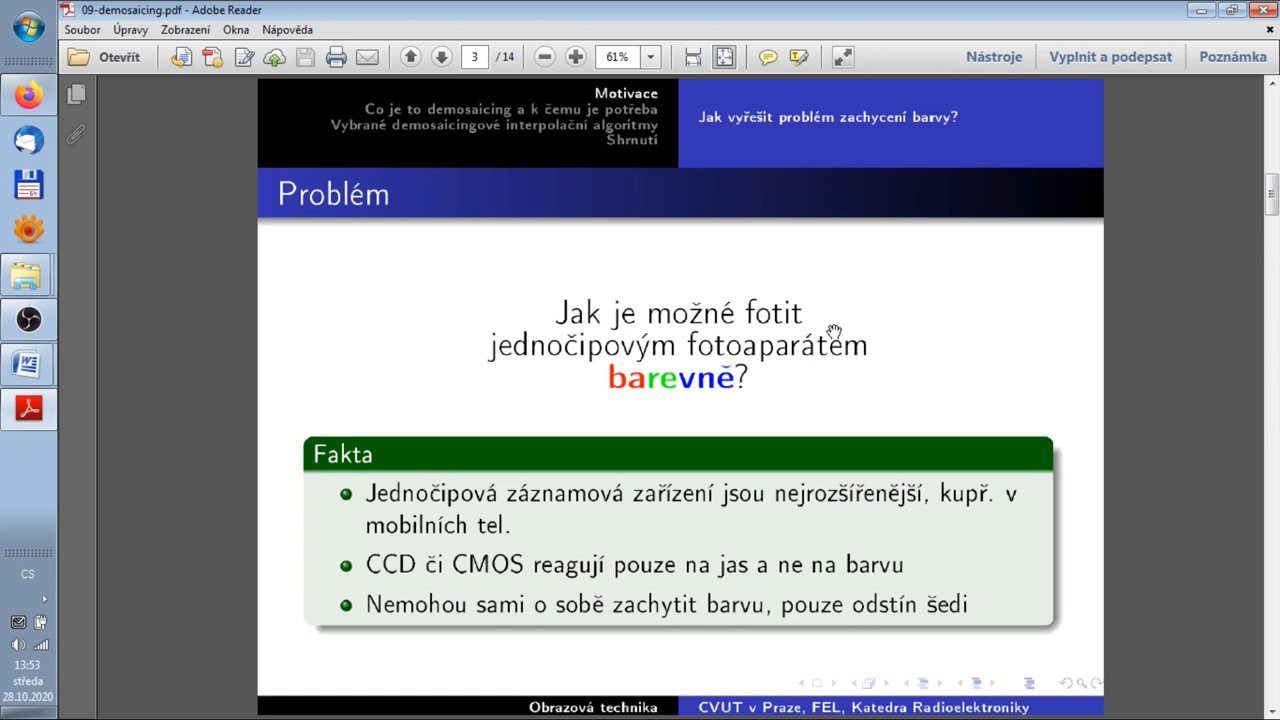 09-demosaicing.pdf - Adobe Reader
Soubor Úpravy Zobrazení Okna Nápověda
Otevřít 3 / 14 61% Nástroje Vyplnit a podepsat Poznámka
Motivace
Co je to demosaicing a k čemu je potřeba
Vybrané demosaicingové interpolační algoritmy
Shrnutí
Jak vyřešit problém zachycení barvy?
Problém
Jak je možné fotit
jednočipovým fotoaparátem
barevně?
Fakta
Jednočipová záznamová zařízení jsou nejrozšířenější, kupř. v
mobilních tel.
CCD či CMOS reagují pouze na jas a ne na barvu
Nemohou sami o sobě zachytit barvu, pouze odstín šedi
Obrazová technika
CVUT v Praze, FEL, Katedra Radioelektroniky
CS
13:53
středa
28.10.2020